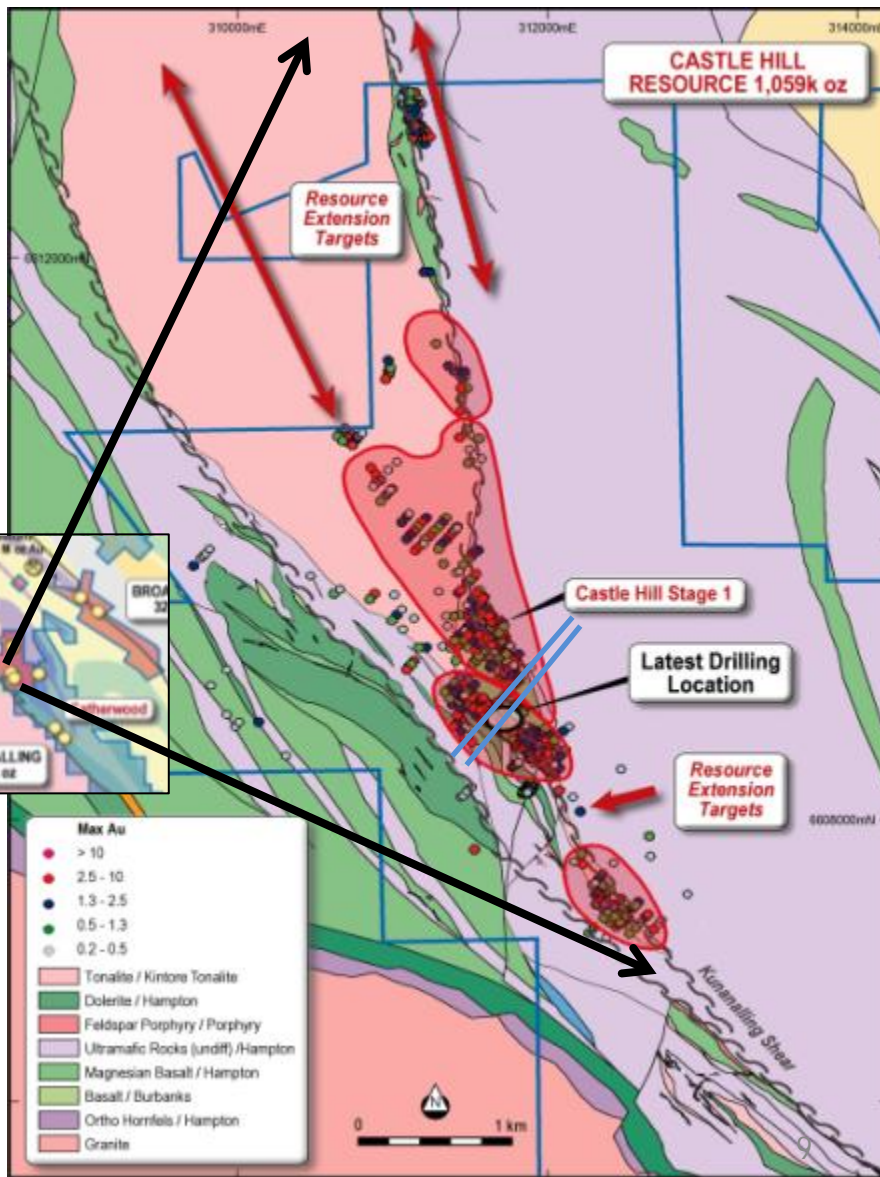 310000mE
312000mE
314000mE
CASTLE HILL
RESOURCE 1,059k oz
Resource
Extension
Targets
6612000mN
Castle Hill Stage 1
Latest Drilling
Location
BROA
32
Catherwood
ALLING
oz
Resource
Extension
Targets
6608000mN
Max Au
> 10
2.5 - 10
1.3 - 2.5
0.5 - 1.3
0.2 - 0.5
Tonalite / Kintore Tonalite
Dolerite / Hampton
Feldspar Porphyry / Porphyry
Ultramafic Rocks (undiff) /Hampton
Magnesian Basalt / Hampton
Basalt / Burbanks
Ortho Hornfels / Hampton
Granite
Kunanalling Shear
N
0 1 km
9